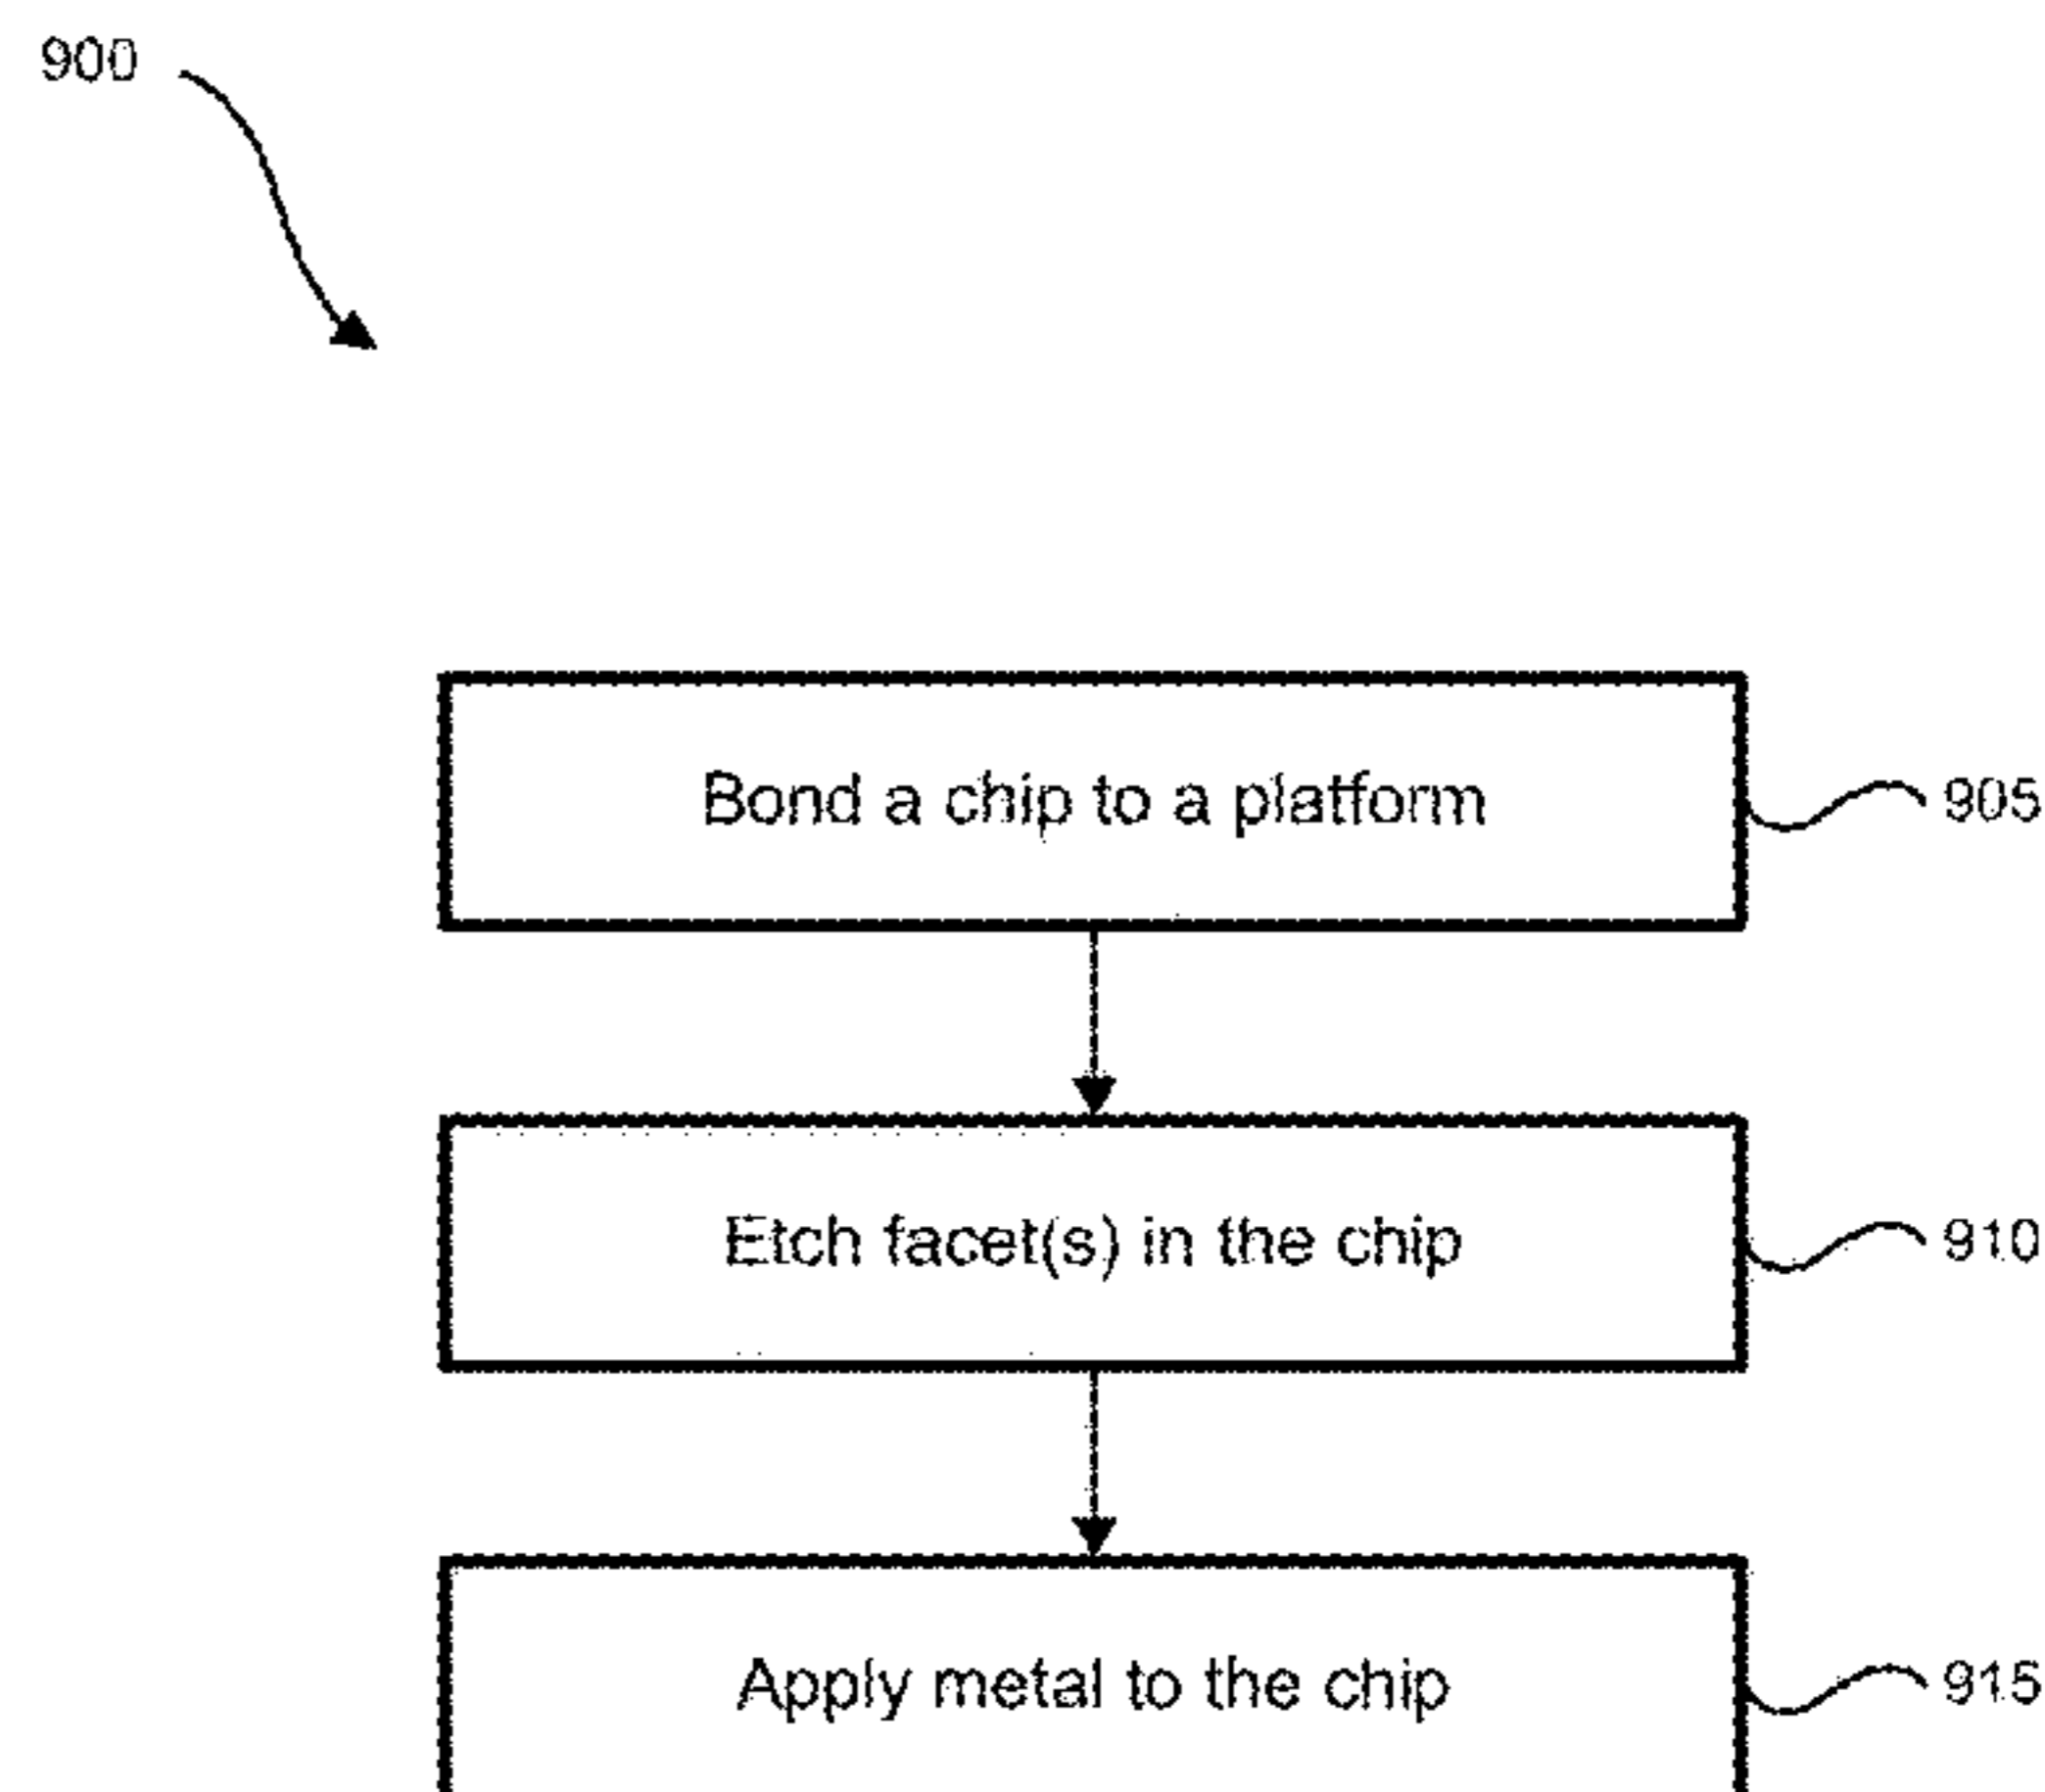 900
Bond a chip to a platform
905
Etch facet(s) in the chip
910
Apply metal to the chip
915